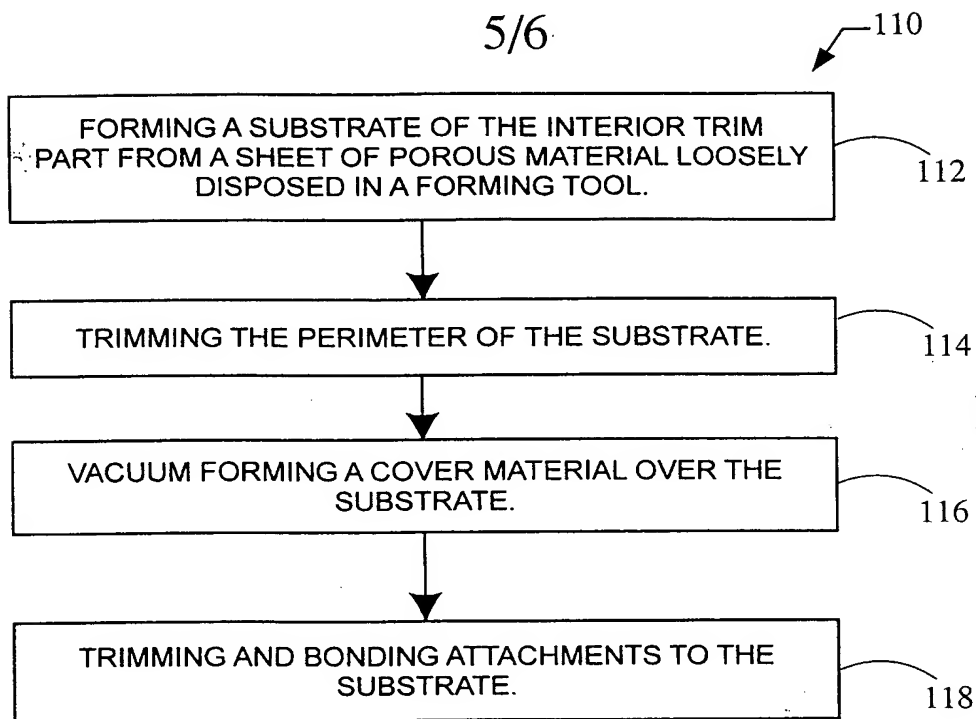 5/6
110
FORMING A SUBSTRATE OF THE INTERIOR TRIM
PART FROM A SHEET OF POROUS MATERIAL LOOSELY
DISPOSED IN A FORMING TOOL.
112
TRIMMING THE PERIMETER OF THE SUBSTRATE.
114
VACUUM FORMING A COVER MATERIAL OVER THE
SUBSTRATE.
116
TRIMMING AND BONDING ATTACHMENTS TO THE
SUBSTRATE.
118